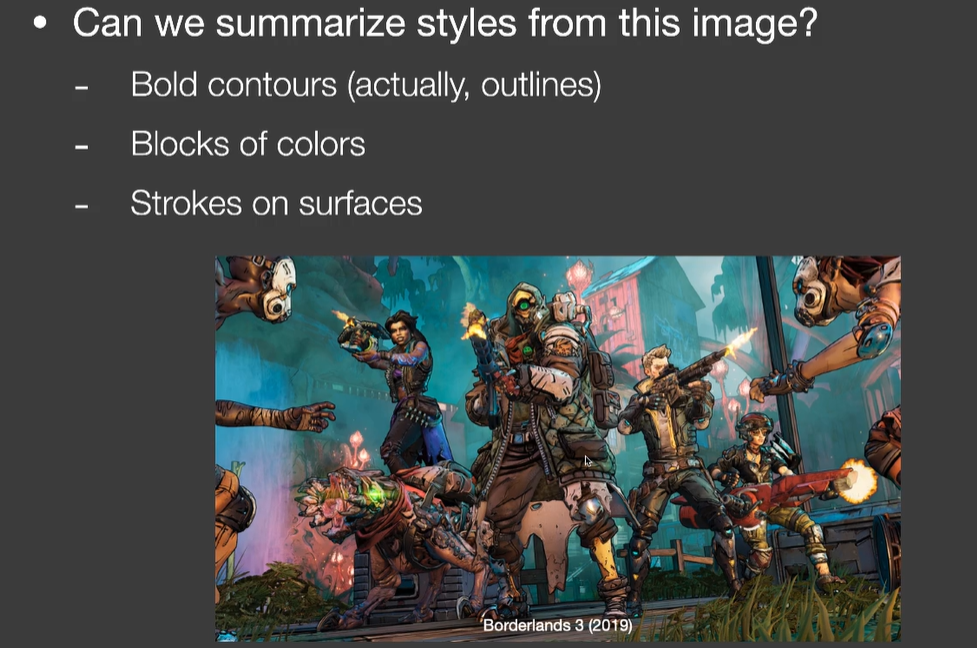 • Can we summarize styles from this image?
- Bold contours (actually, outlines)
- Blocks of colors
- Strokes on surfaces
Borderlands 3 (2019)